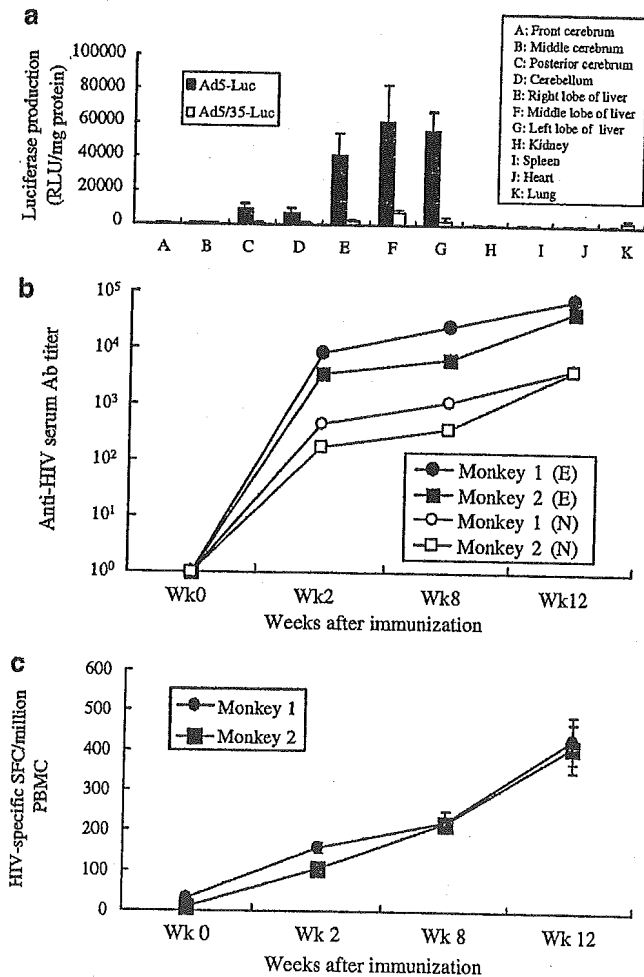 a
Luciferase production
(RLU/mg protein)
100000
80000
60000
40000
20000
0
Ad5-Luc
Ad5/35-Luc
A: Front cerebrum
B: Middle cerebrum
C: Posterior cerebrum
D: Cerebellum
E: Right lobe of liver
F: Middle lobe of liver
G: Left lobe of liver
H: Kidney
I: Spleen
J: Heart
K: Lung
A B C D E F G H I J K
b
Anti-HIV serum Ab titer
10⁵
10⁴
10³
10²
10¹
10⁰
Monkey 1 (E)
Monkey 2 (E)
Monkey 1 (N)
Monkey 2 (N)
Wk0 Wk2 Wk8 Wk12
Weeks after immunization
c
HIV-specific SFC/million
PBMC
600
500
400
300
200
100
0
Monkey 1
Monkey 2
Wk 0 Wk 2 Wk 8 Wk 12
Weeks after immunization